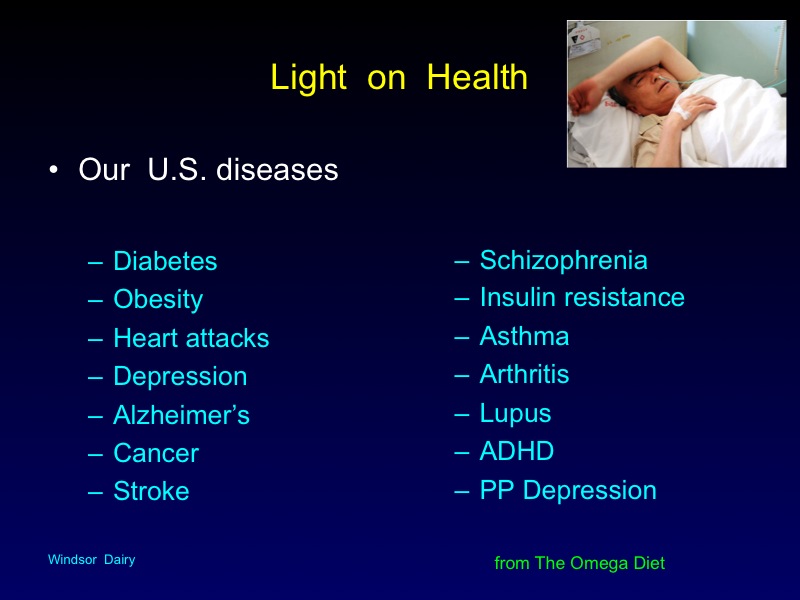 Light on Health
• Our U.S. diseases
– Diabetes
– Obesity
– Heart attacks
– Depression
– Alzheimer’s
– Cancer
– Stroke
– Schizophrenia
– Insulin resistance
– Asthma
– Arthritis
– Lupus
– ADHD
– PP Depression
Windsor Dairy
from The Omega Diet